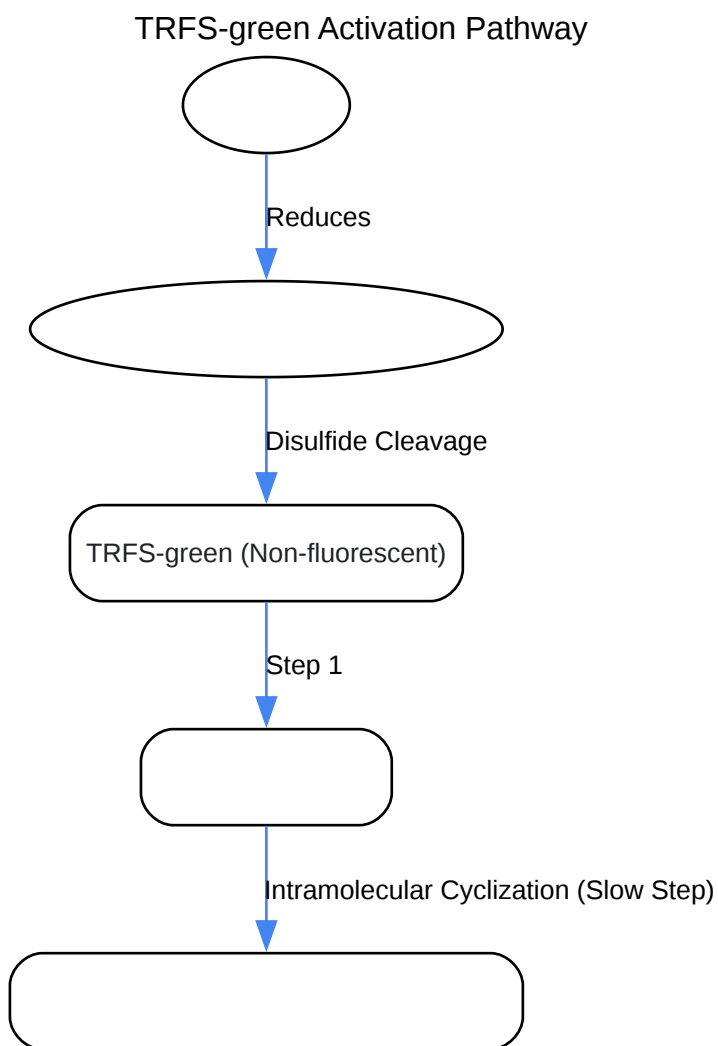 TRFS-green Activation Pathway
Reduces
Disulfide Cleavage
TRFS-green (Non-fluorescent)
Step 1
Intramolecular Cyclization (Slow Step)